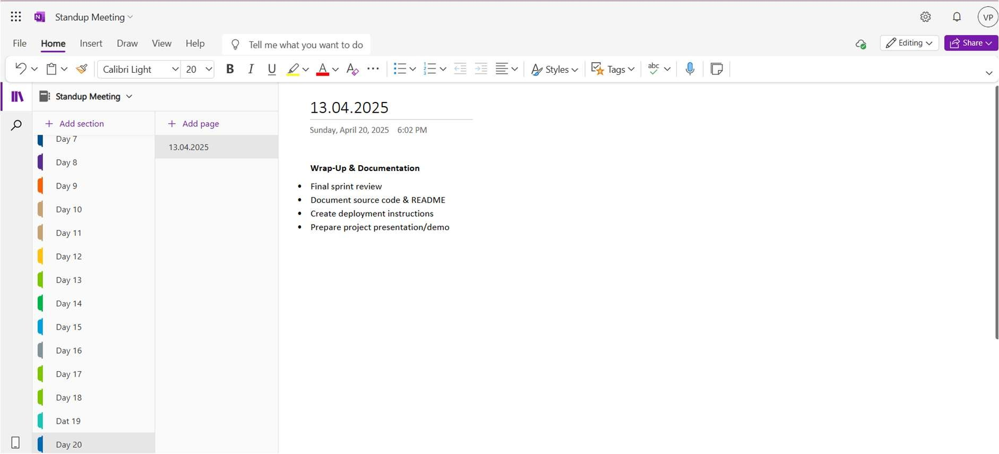 Standup Meeting
VP
File Home Insert Draw View Help Tell me what you want to do
Editing Share
Calibri Light 20 B I U A A ... Styles Tags abc
Standup Meeting
Add section
Day 7
Day 8
Day 9
Day 10
Day 11
Day 12
Day 13
Day 14
Day 15
Day 16
Day 17
Day 18
Dat 19
Day 20
Add page
13.04.2025
13.04.2025
Sunday, April 20, 2025 6:02 PM
Wrap-Up & Documentation
• Final sprint review
• Document source code & README
• Create deployment instructions
• Prepare project presentation/demo